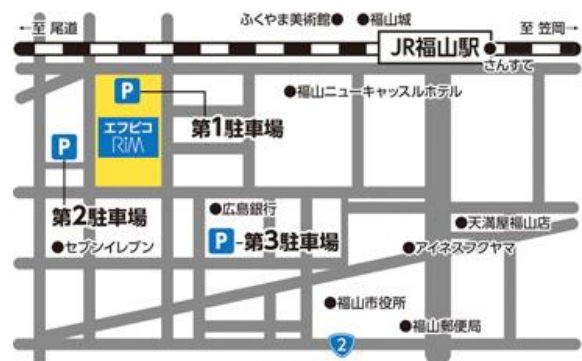 ふくやま美術館● ●福山城
←至 尾道
至 笠岡→
JR福山駅
さんすて
P
●福山ニューキャッスルホテル
第1駐車場
エフピコ
RiM
P
第2駐車場
●広島銀行
P-第3駐車場
●セブンイレブン
●天満屋福山店
●アイネスフクヤマ
●福山市役所
●福山郵便局
2